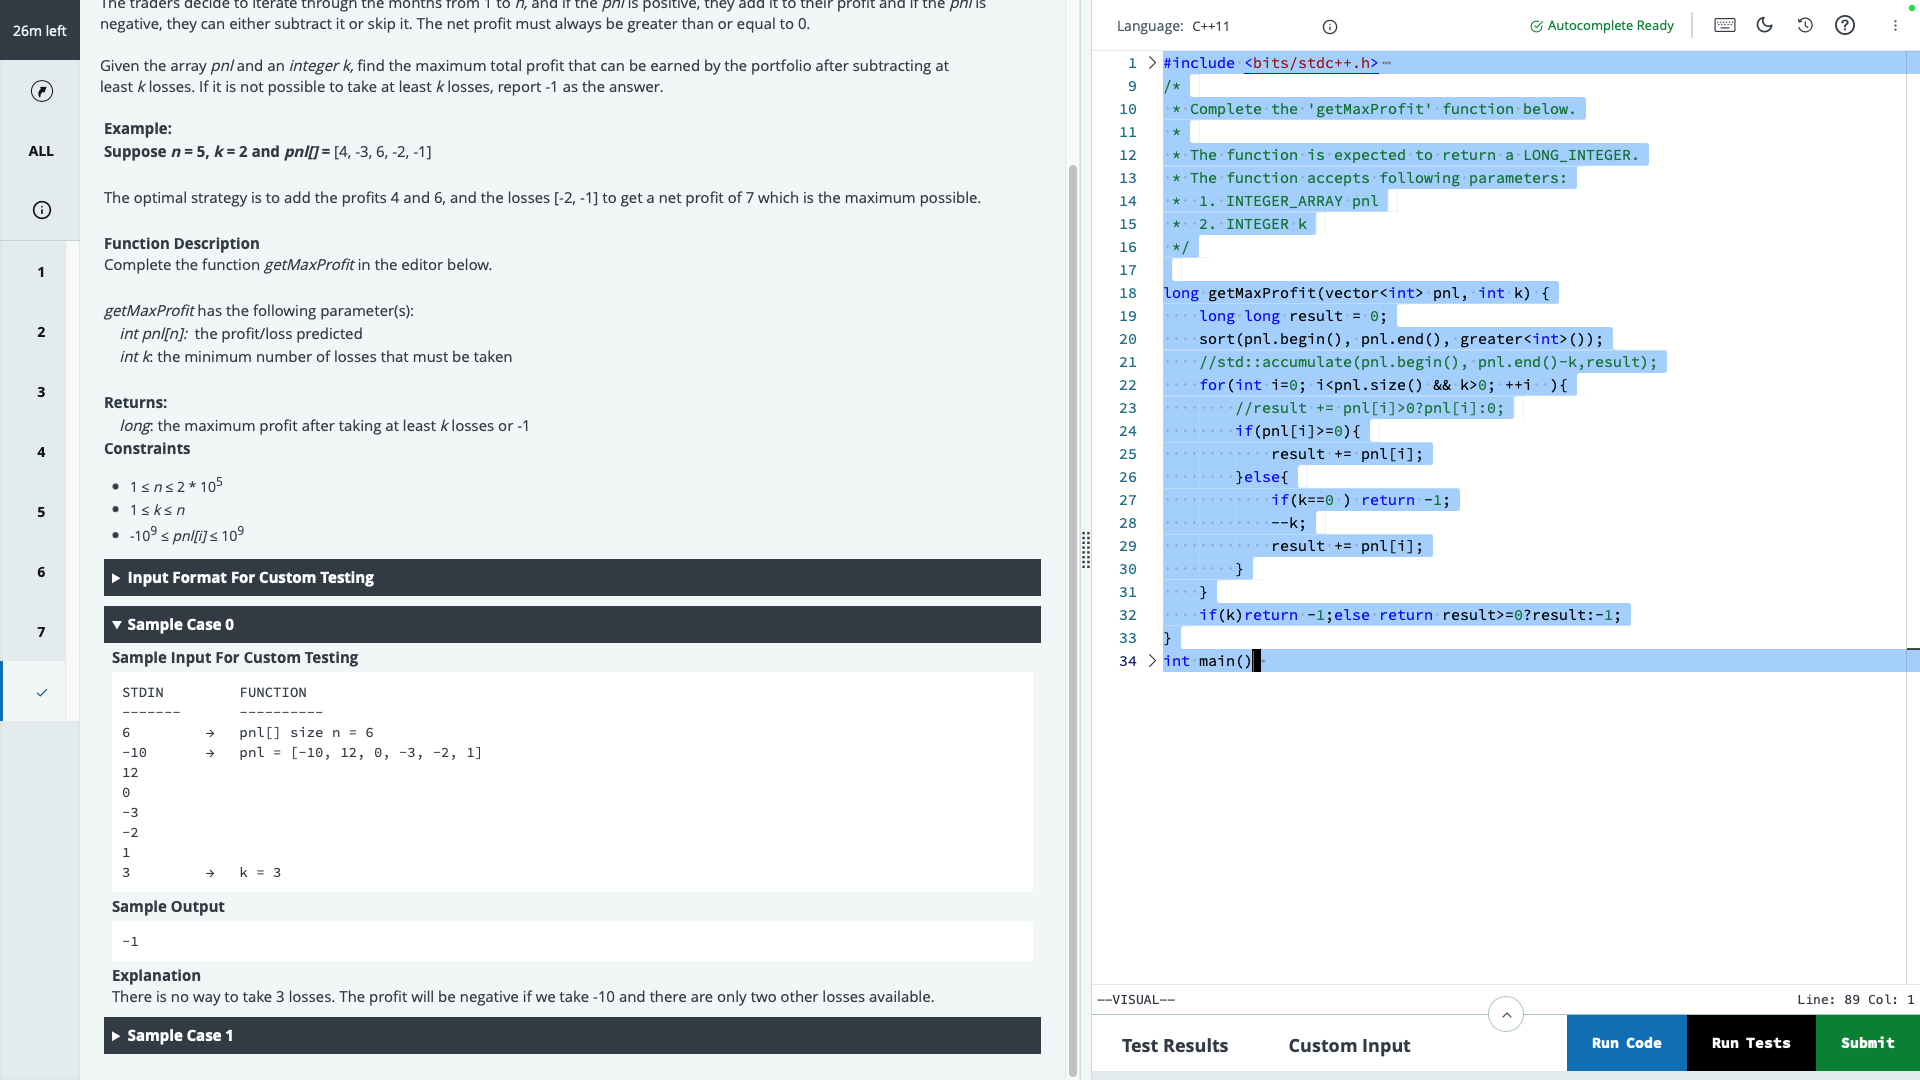 26m left
ALL
1
2
3
4
5
6
7
The traders decide to iterate through the months from 1 to n, and if the pnl is positive, they add it to their profit and if the pnl is
negative, they can either subtract it or skip it. The net profit must always be greater than or equal to 0.
Given the array pnl and an integer k, find the maximum total profit that can be earned by the portfolio after subtracting at
least k losses. If it is not possible to take at least k losses, report -1 as the answer.
Example:
Suppose n = 5, k = 2 and pnl[] = [4, -3, 6, -2, -1]
The optimal strategy is to add the profits 4 and 6, and the losses [-2, -1] to get a net profit of 7 which is the maximum possible.
Function Description
Complete the function getMaxProfit in the editor below.
getMaxProfit has the following parameter(s):
int pnl[n]: the profit/loss predicted
int k: the minimum number of losses that must be taken
Returns:
long: the maximum profit after taking at least k losses or -1
Constraints
• 1 ≤ n ≤ 2 * 10^5
• 1 ≤ k ≤ n
• -10^9 ≤ pnl[i] ≤ 10^9
▶ Input Format For Custom Testing
▼ Sample Case 0
Sample Input For Custom Testing
STDIN FUNCTION
------- ----------
6 → pnl[] size n = 6
-10 → pnl = [-10, 12, 0, -3, -2, 1]
12
0
-3
-2
1
3 → k = 3
Sample Output
-1
Explanation
There is no way to take 3 losses. The profit will be negative if we take -10 and there are only two other losses available.
▶ Sample Case 1
Language: C++11
Autocomplete Ready
1 #include <bits/stdc++.h>
9 /*
10 * Complete the 'getMaxProfit' function below.
11 *
12 * The function is expected to return a LONG_INTEGER.
13 * The function accepts following parameters:
14 * 1. INTEGER_ARRAY pnl
15 * 2. INTEGER k
16 */
17
18 long getMaxProfit(vector<int> pnl, int k) {
19 long long result = 0;
20 sort(pnl.begin(), pnl.end(), greater<int>());
21 //std::accumulate(pnl.begin(), pnl.end()-k,result);
22 for(int i=0; i<pnl.size() && k>0; ++i ){
23 //result += pnl[i]>0?pnl[i]:0;
24 if(pnl[i]>=0){
25 result += pnl[i];
26 }else{
27 if(k==0 ) return -1;
28 --k;
29 result += pnl[i];
30 }
31 }
32 if(k)return -1;else return result>=0?result:-1;
33 }
34 int main()
--VISUAL--
Line: 89 Col: 1
Test Results
Custom Input
Run Code
Run Tests
Submit